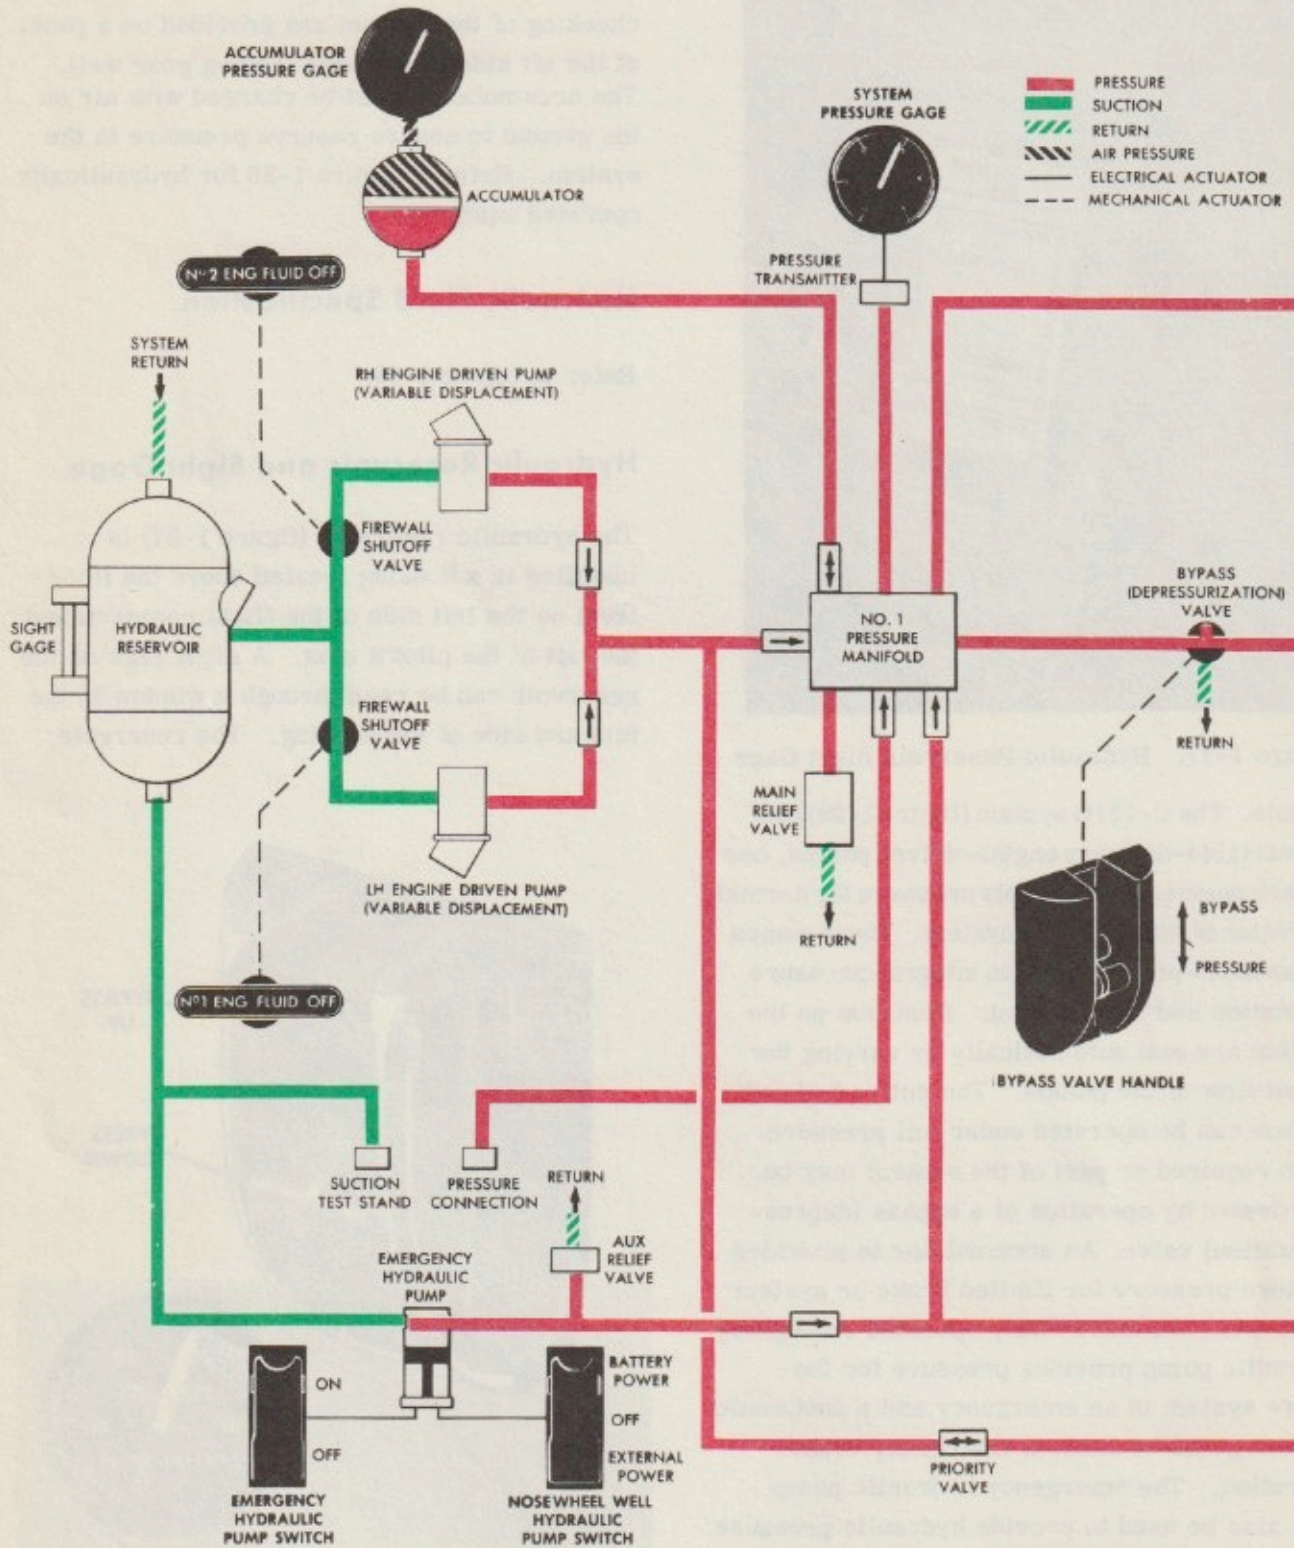 ACCUMULATOR
PRESSURE GAGE
ACCUMULATOR
SYSTEM
PRESSURE GAGE
PRESSURE
SUCTION
RETURN
AIR PRESSURE
ELECTRICAL ACTUATOR
MECHANICAL ACTUATOR
PRESSURE
TRANSMITTER
Nº2 ENG FLUID OFF
SYSTEM
RETURN
RH ENGINE DRIVEN PUMP
(VARIABLE DISPLACEMENT)
FIREWALL
SHUTOFF
VALVE
SIGHT
GAGE
HYDRAULIC
RESERVOIR
FIREWALL
SHUTOFF
VALVE
NO. 1
PRESSURE
MANIFOLD
BYPASS
(DEPRESSURIZATION)
VALVE
RETURN
MAIN
RELIEF
VALVE
RETURN
LH ENGINE DRIVEN PUMP
(VARIABLE DISPLACEMENT)
BYPASS
PRESSURE
BYPASS VALVE HANDLE
Nº1 ENG FLUID OFF
SUCTION
TEST STAND
PRESSURE
CONNECTION
RETURN
AUX
RELIEF
VALVE
EMERGENCY
HYDRAULIC
PUMP
ON
OFF
EMERGENCY
HYDRAULIC
PUMP SWITCH
BATTERY
POWER
OFF
EXTERNAL
POWER
NOSEWHEEL WELL
HYDRAULIC
PUMP SWITCH
PRIORITY
VALVE